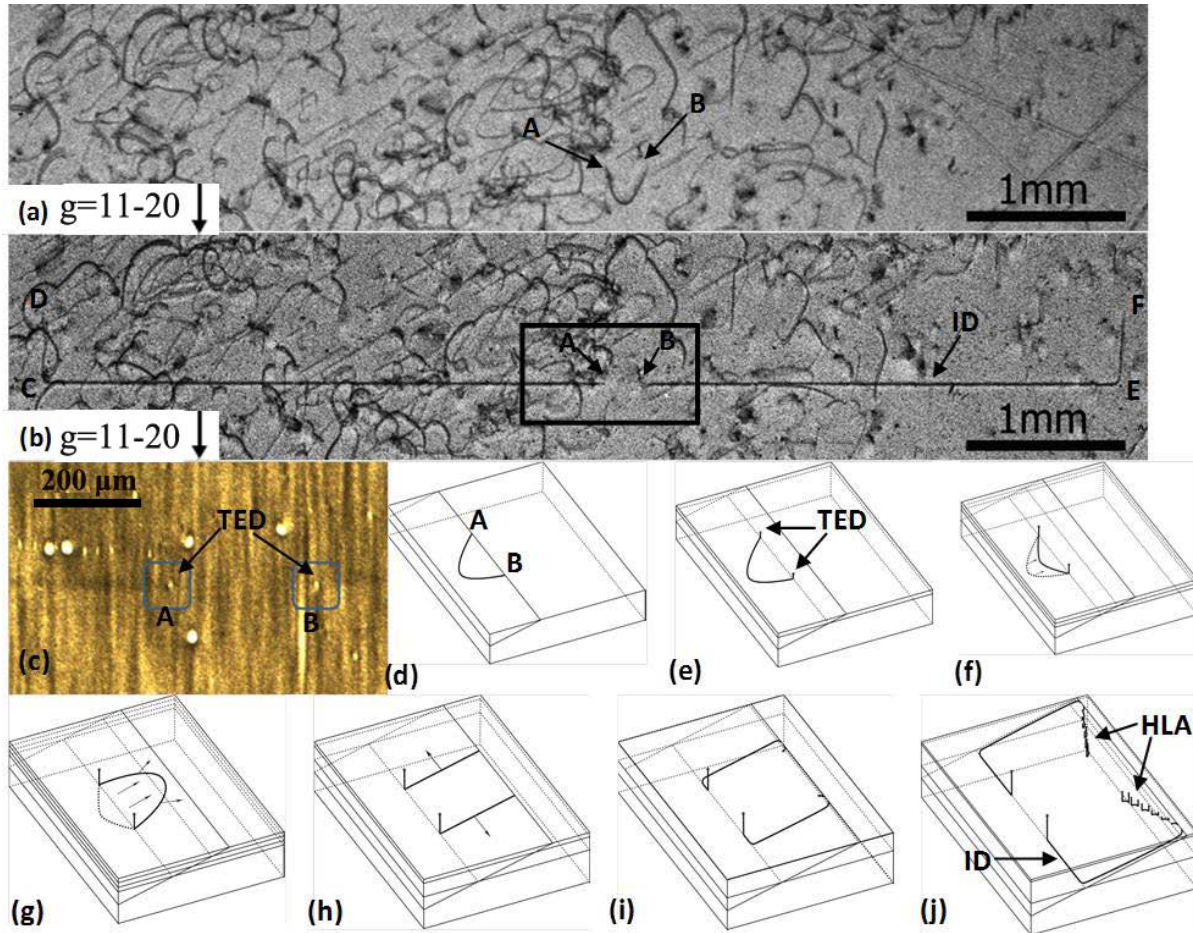 A
B
(a) g=11-20
1mm
D
F
A
B
ID
C
E
(b) g=11-20
1mm
200 µm
TED
A
B
(c)
A
B
(d)
TED
(e)
(f)
(g)
(h)
(i)
HLA
ID
(j)